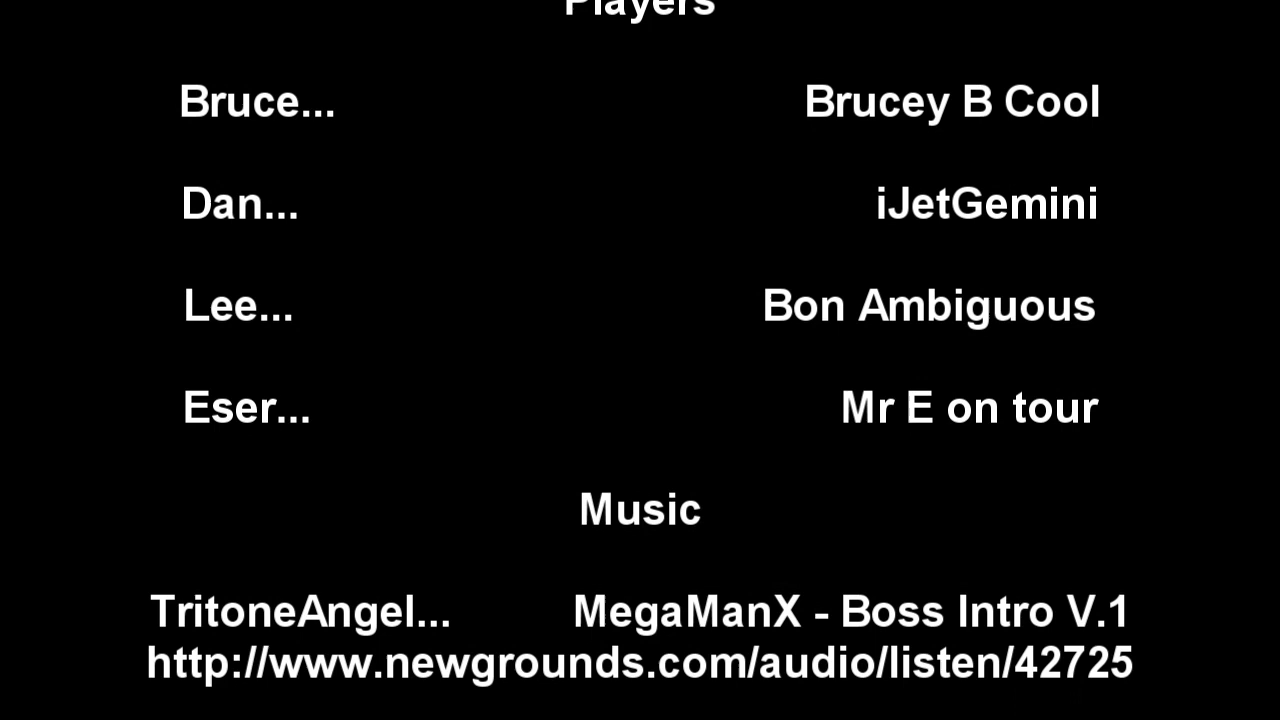 Players
Bruce... Brucey B Cool
Dan... iJetGemini
Lee... Bon Ambiguous
Eser... Mr E on tour
Music
TritoneAngel... MegaManX - Boss Intro V.1
http://www.newgrounds.com/audio/listen/42725